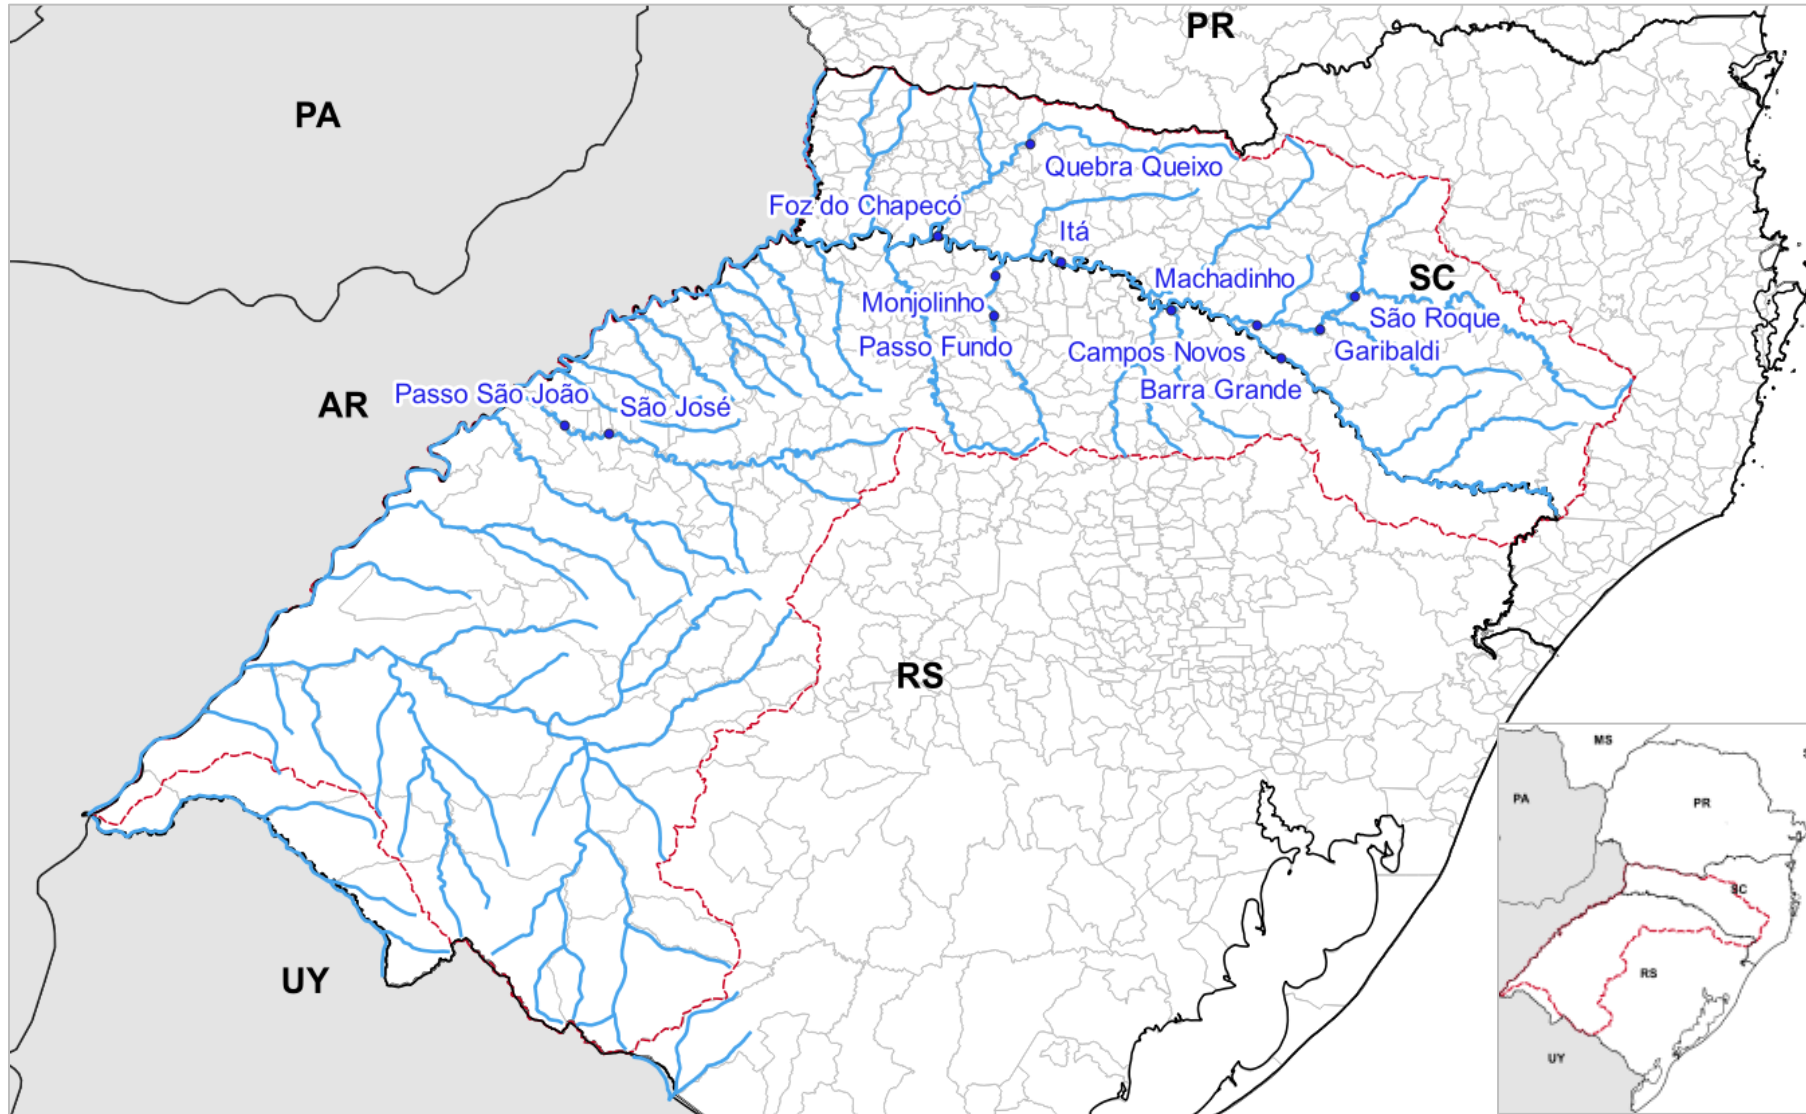 PR
PA
Quebra Queixo
Foz do Chapecó
Itá
SC
Machadinho
Monjolinho
São Roque
Passo Fundo
Campos Novos
Garibaldi
Barra Grande
Passo São João
São José
AR
RS
UY
MS
S
PA
PR
SC
RS
UY